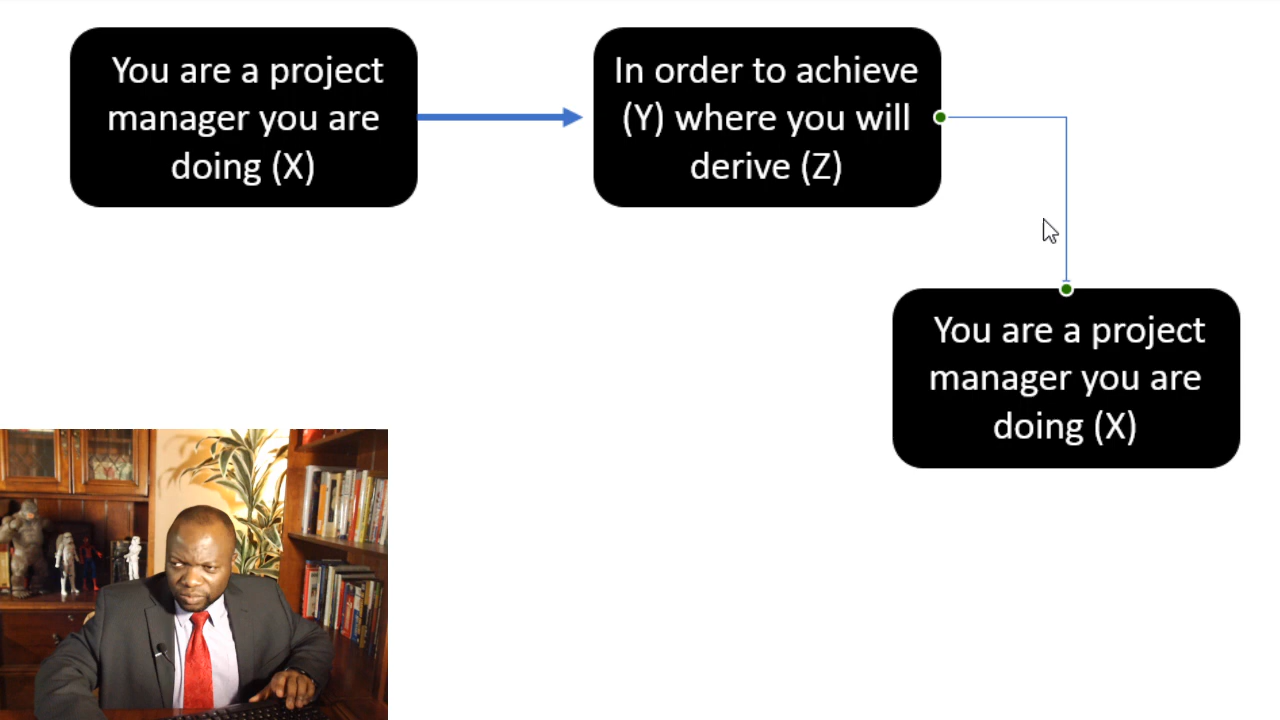 You are a project
manager you are
doing (X)
In order to achieve
(Y) where you will
derive (Z)
You are a project
manager you are
doing (X)